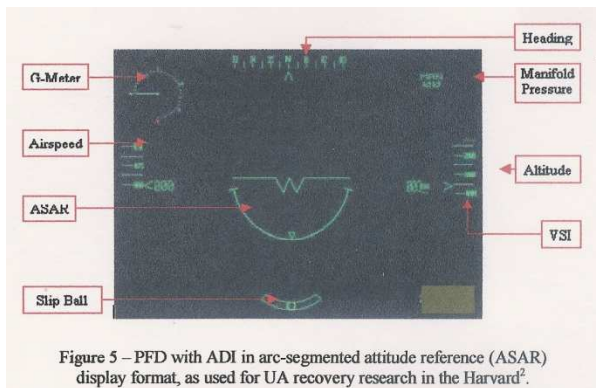 Heading
G-Meter
Manifold
Pressure
Airspeed
Altitude
ASAR
VSI
Slip Ball
<000
Figure 5 – PFD with ADI in arc-segmented attitude reference (ASAR)
display format, as used for UA recovery research in the Harvard².